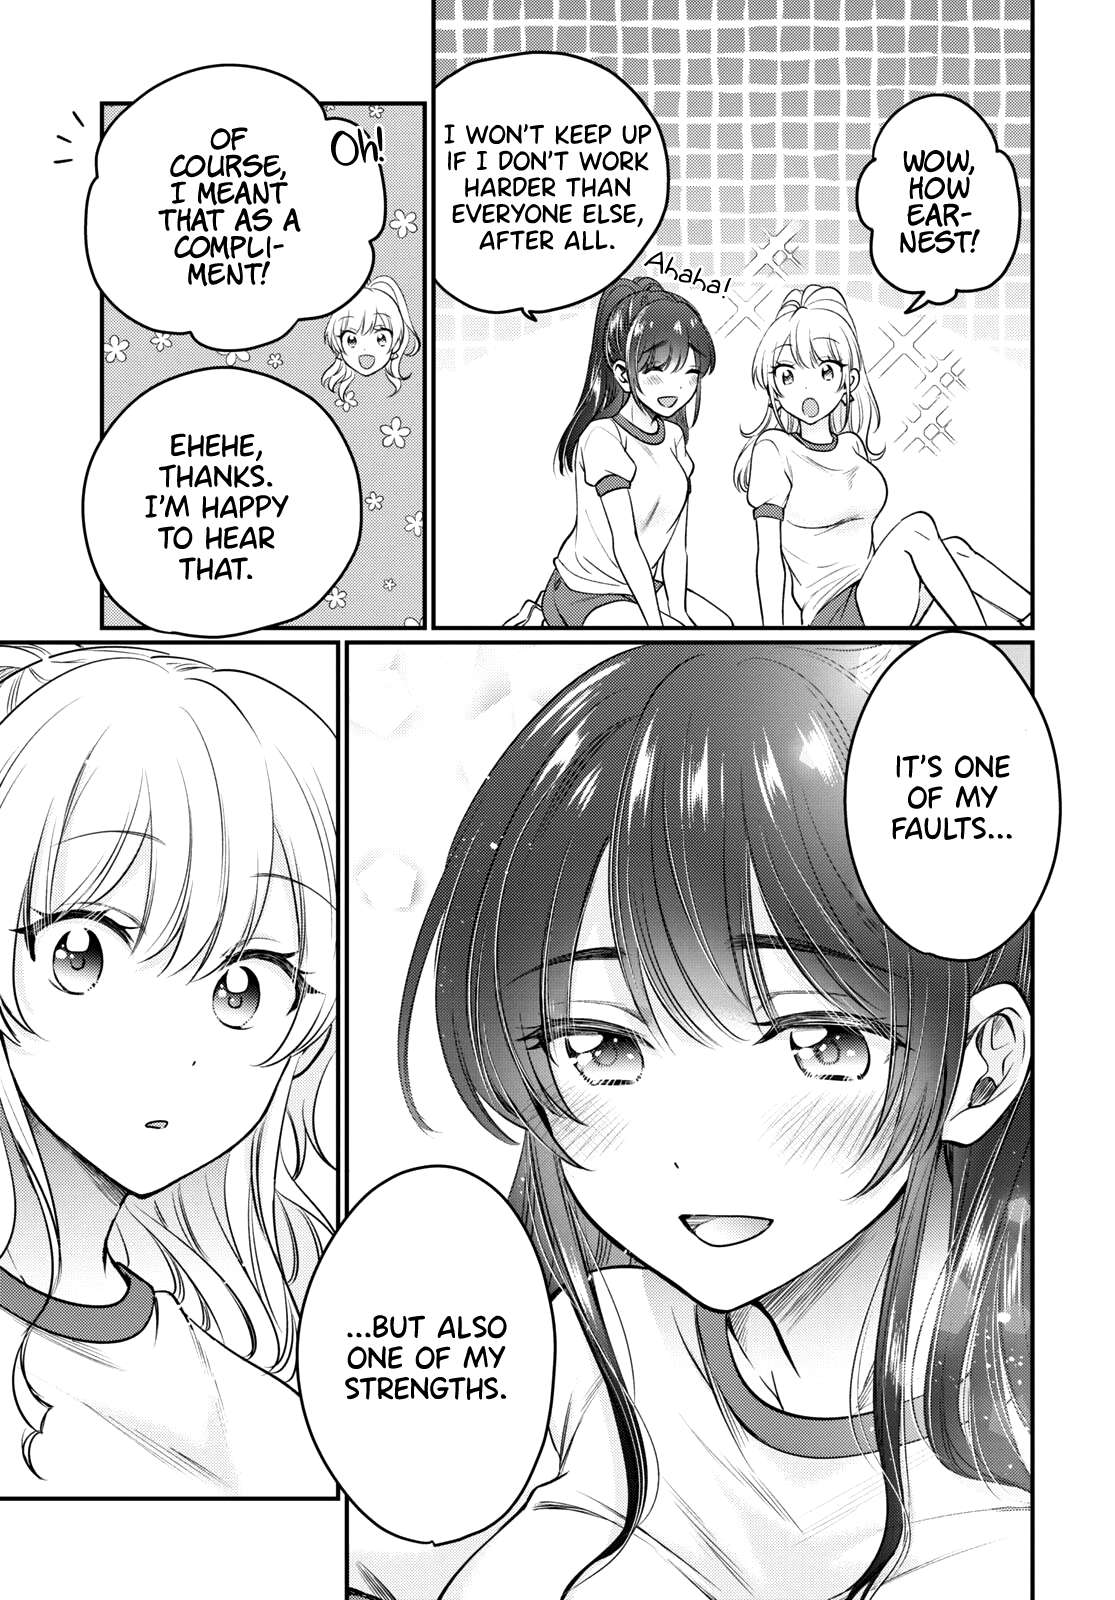 WOW,
HOW
EAR-
NEST!
I WON'T KEEP UP
IF I DON'T WORK
HARDER THAN
EVERYONE ELSE,
AFTER ALL.
Ahaha!
OF
COURSE,
I MEANT
THAT AS A
COMPLI-
MENT!
Oh!
EHEHE,
THANKS.
I'M HAPPY
TO HEAR
THAT.
IT'S ONE
OF MY
FAULTS...
...BUT ALSO
ONE OF MY
STRENGTHS.